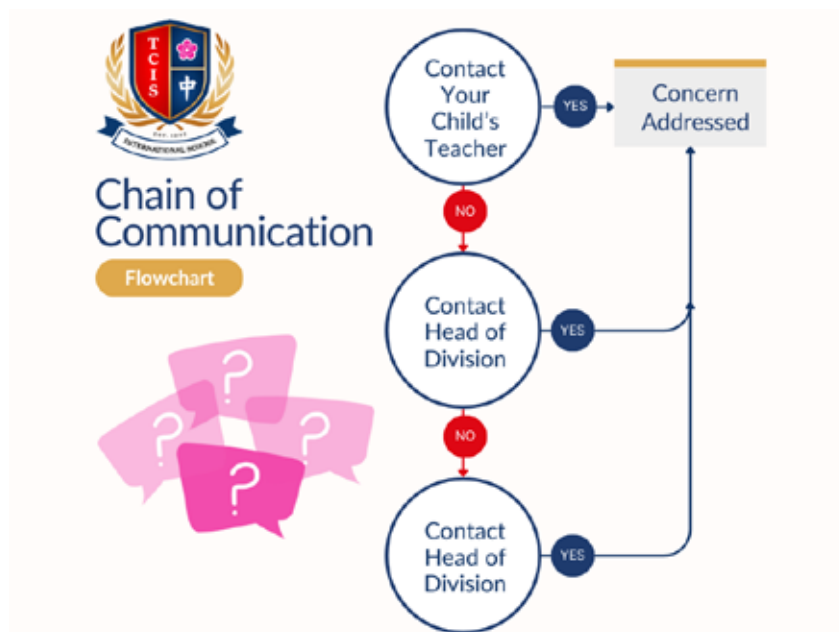 TCIS
中
INTERNATIONAL SCHOOL
Chain of
Communication
Flowchart
?
?
?
?
Contact
Your
Child's
Teacher
YES
Concern
Addressed
NO
Contact
Head of
Division
YES
NO
Contact
Head of
Division
YES